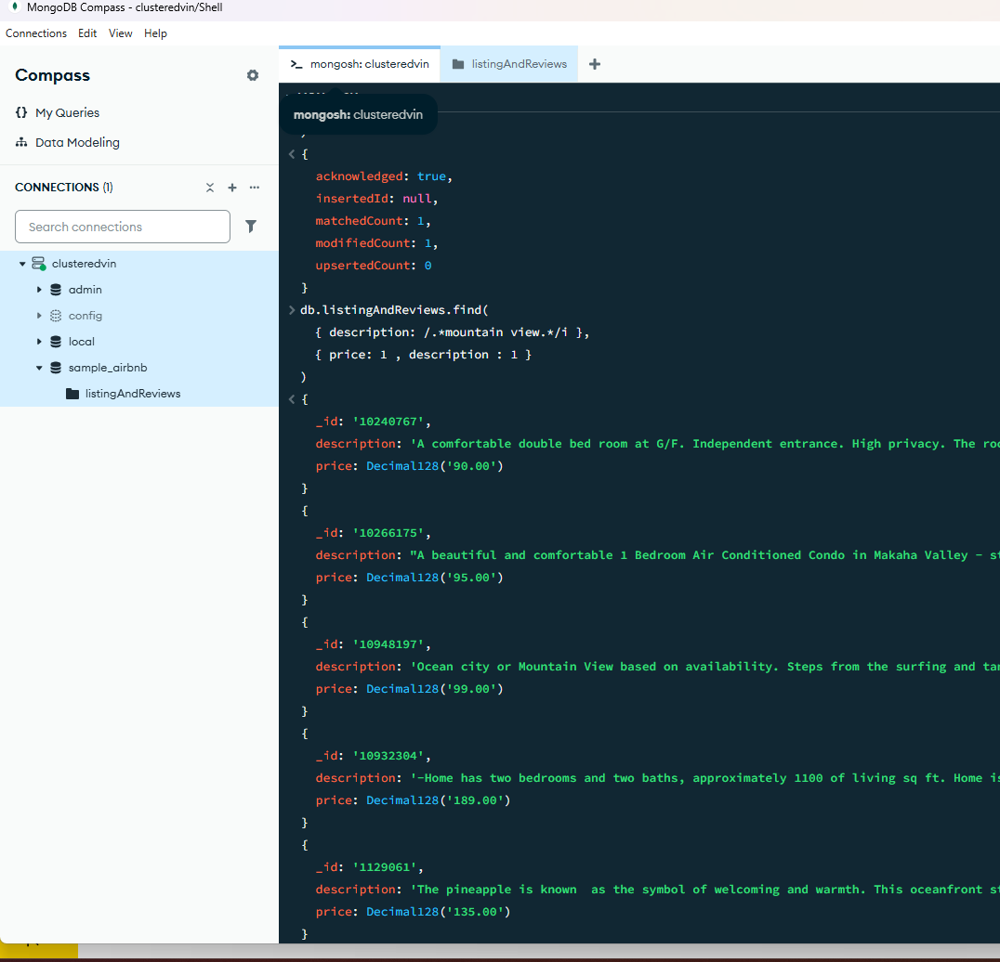 MongoDB Compass - clusteredvin/Shell
Connections Edit View Help
Compass
My Queries
Data Modeling
CONNECTIONS (1)
Search connections
clusteredvin
admin
config
local
sample_airbnb
listingAndReviews
>_ mongosh: clusteredvin
listingAndReviews
mongosh: clusteredvin
< {
acknowledged: true,
insertedId: null,
matchedCount: 1,
modifiedCount: 1,
upsertedCount: 0
}
> db.listingAndReviews.find(
{ description: /.*mountain view.*/i },
{ price: 1 , description : 1 }
)
< {
_id: '10240767',
description: 'A comfortable double bed room at G/F. Independent entrance. High privacy. The
price: Decimal128('90.00')
}
{
_id: '10266175',
description: "A beautiful and comfortable 1 Bedroom Air Conditioned Condo in Makaha Valley -
price: Decimal128('95.00')
}
{
_id: '10948197',
description: 'Ocean city or Mountain View based on availability. Steps from the surfing and
price: Decimal128('99.00')
}
{
_id: '10932304',
description: '-Home has two bedrooms and two baths, approximately 1100 of living sq ft. Home
price: Decimal128('189.00')
}
{
_id: '1129061',
description: 'The pineapple is known  as the symbol of welcoming and warmth. This oceanfront
price: Decimal128('135.00')
}